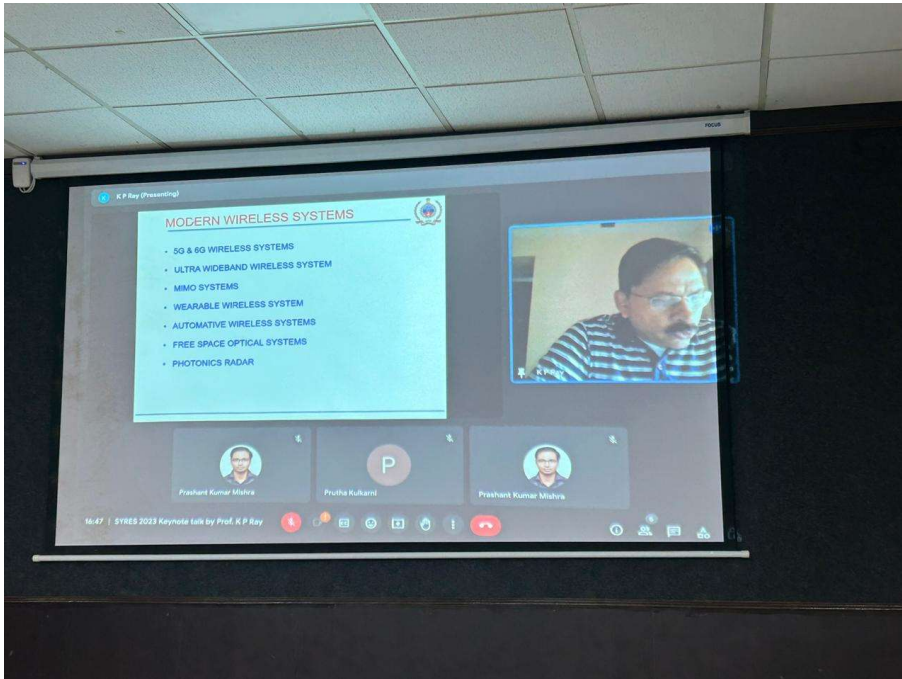 FOCUS
K P Ray (Presenting)
MODERN WIRELESS SYSTEMS
• 5G & 6G WIRELESS SYSTEMS
• ULTRA WIDEBAND WIRELESS SYSTEM
• MIMO SYSTEMS
• WEARABLE WIRELESS SYSTEM
• AUTOMATIVE WIRELESS SYSTEMS
• FREE SPACE OPTICAL SYSTEMS
• PHOTONICS RADAR
K P Ray
Prashant Kumar Mishra
P
Prutha Kulkarni
Prashant Kumar Mishra
16:47 | SYRES 2023 Keynote talk by Prof. K P Ray